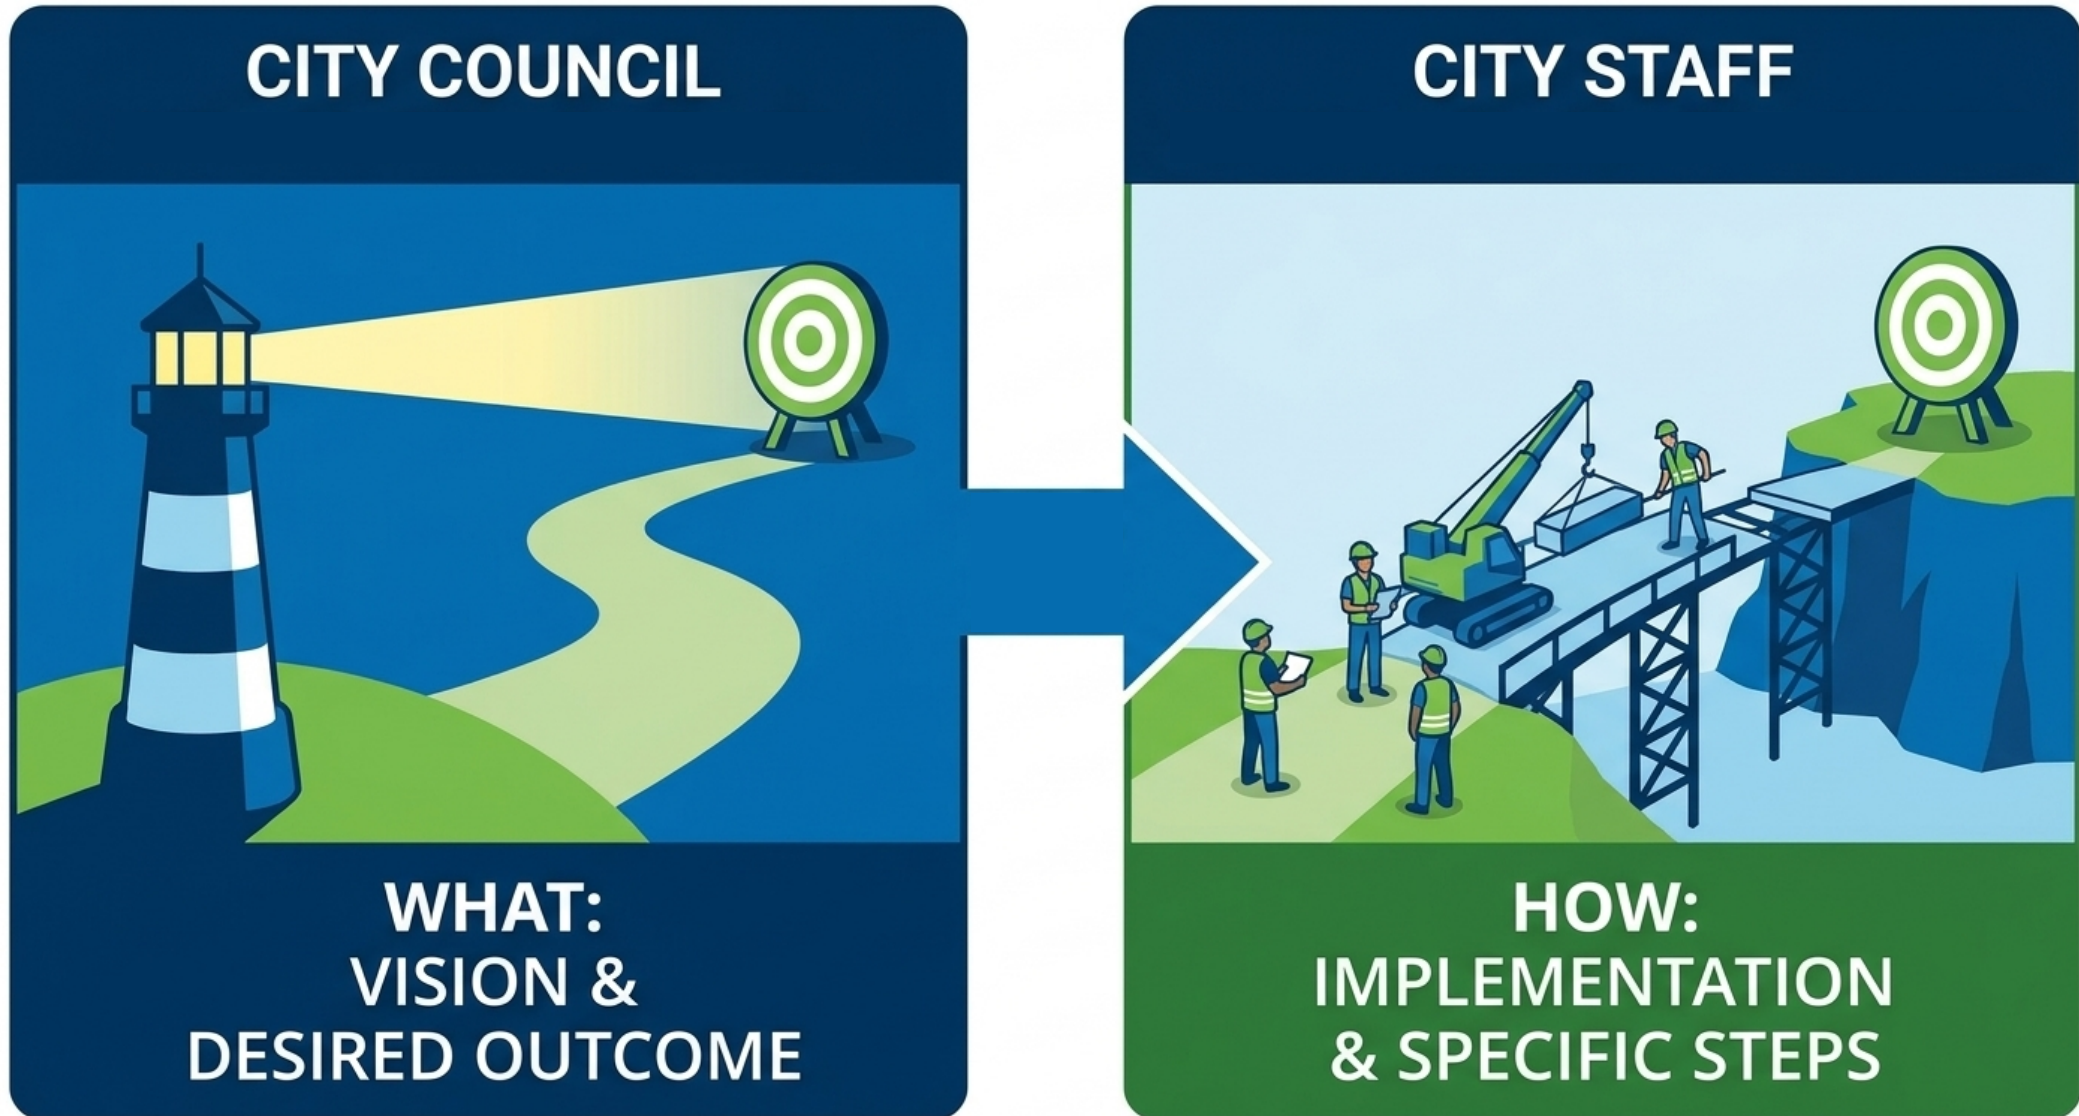 CITY COUNCIL
WHAT:
VISION &
DESIRED OUTCOME
CITY STAFF
HOW:
IMPLEMENTATION
& SPECIFIC STEPS